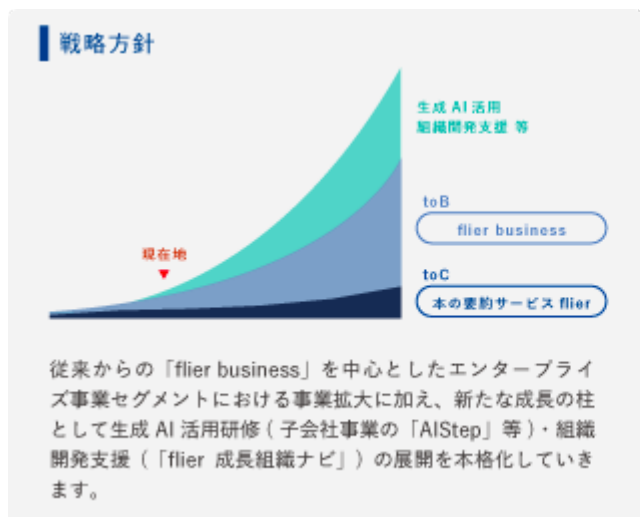 戦略方針
生成 AI 活用
組織開発支援 等
toB
flier business
現在地
toC
本の要約サービス flier
従来からの「flier business」を中心としたエンタープライ
ズ事業セグメントにおける事業拡大に加え、新たな成長の柱
として生成 AI 活用研修 ( 子会社事業の「AIStep」等 )・組織
開発支援 (「flier 成長組織ナビ」) の展開を本格化していき
ます。